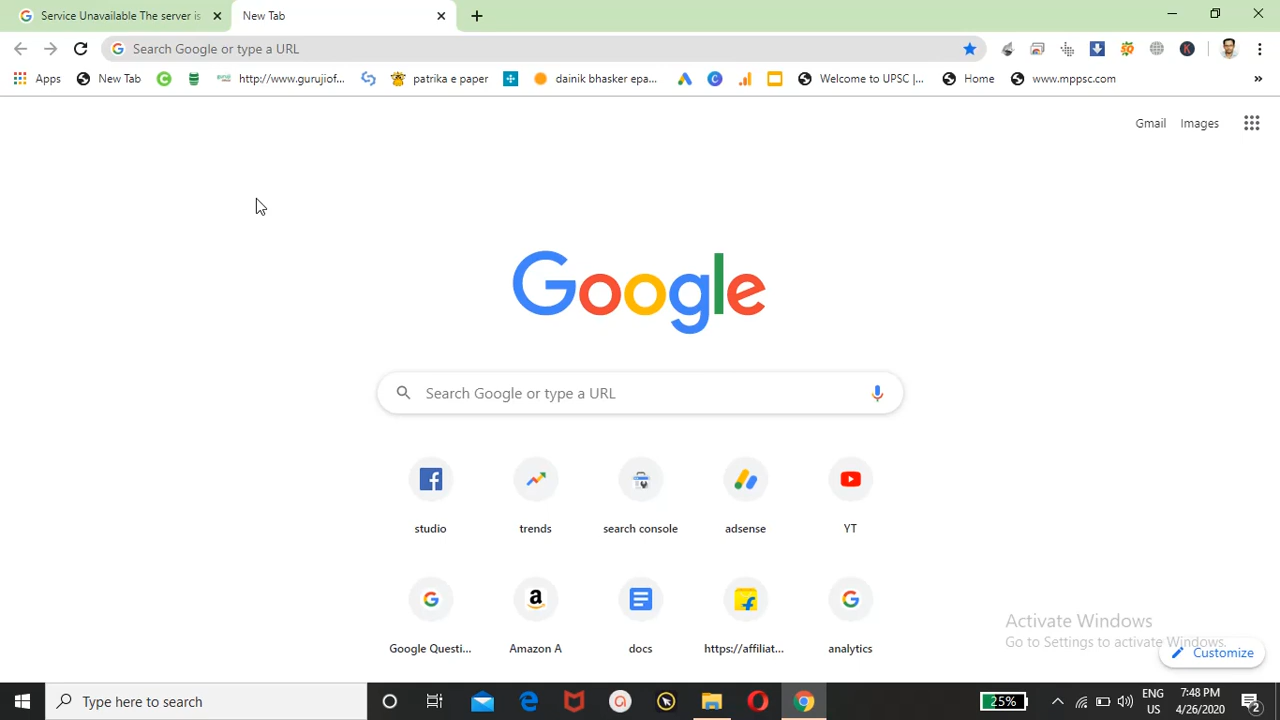 Service Unavailable The server is
New Tab
Search Google or type a URL
Apps
New Tab
http://www.gurujiof...
patrika e paper
dainik bhasker epa...
Welcome to UPSC |...
Home
www.mppsc.com
»
Gmail
Images
Google
Search Google or type a URL
studio
trends
search console
adsense
YT
Google Questi...
Amazon A
docs
https://affiliat...
analytics
Activate Windows
Go to Settings to activate Windows.
Customize
Type here to search
25%
ENG
US
7:48 PM
4/26/2020
2